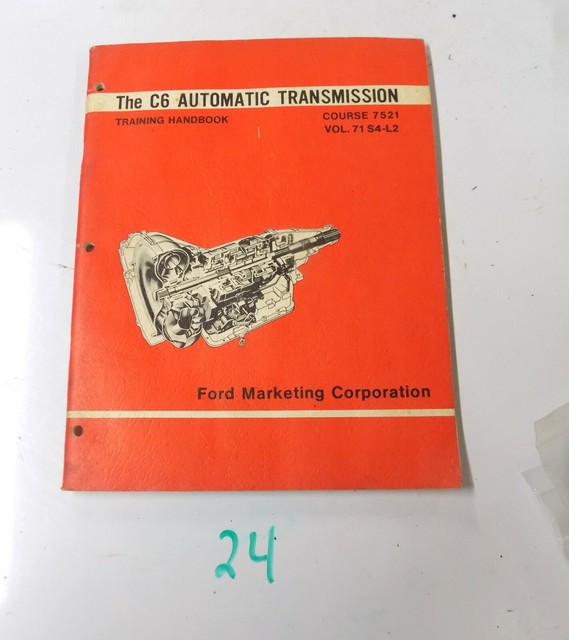 The C6 AUTOMATIC TRANSMISSION
TRAINING HANDBOOK
COURSE 7521
VOL. 71 S4-L2
Ford Marketing Corporation
24